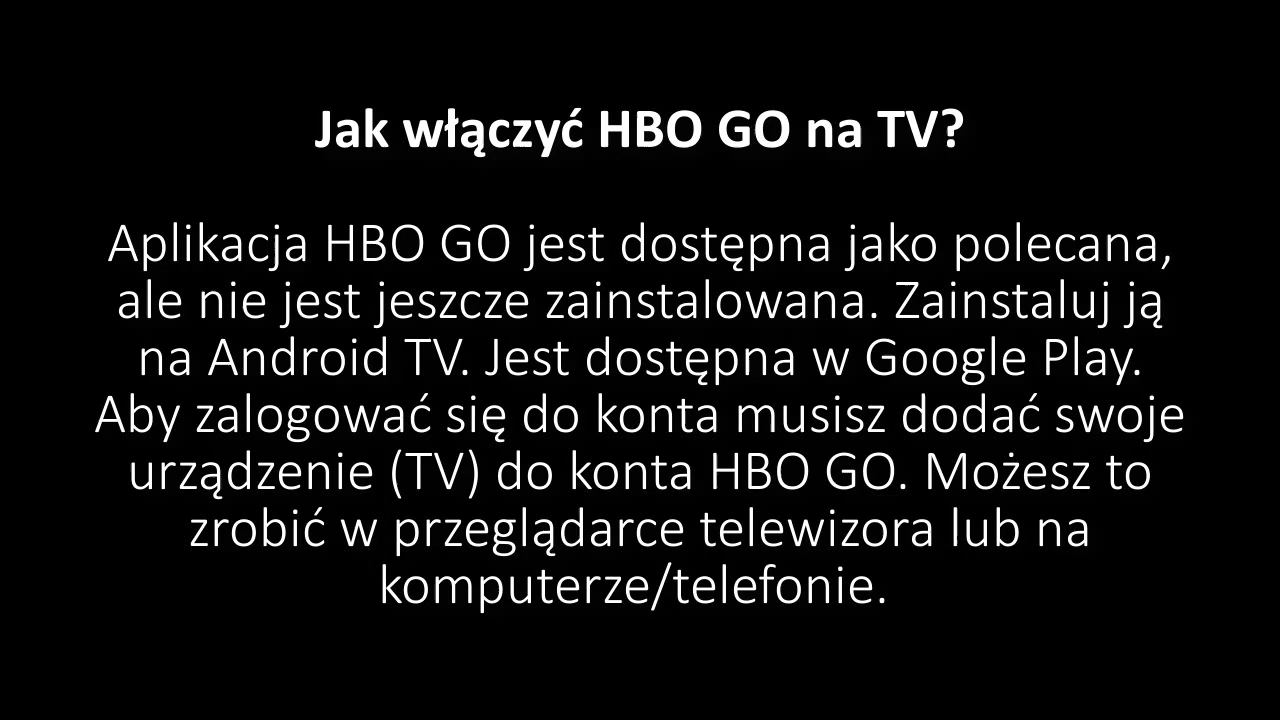 Jak włączyć HBO GO na TV?
Aplikacja HBO GO jest dostępna jako polecana,
ale nie jest jeszcze zainstalowana. Zainstaluj ją
na Android TV. Jest dostępna w Google Play.
Aby zalogować się do konta musisz dodać swoje
urządzenie (TV) do konta HBO GO. Możesz to
zrobić w przeglądarce telewizora lub na
komputerze/telefonie.